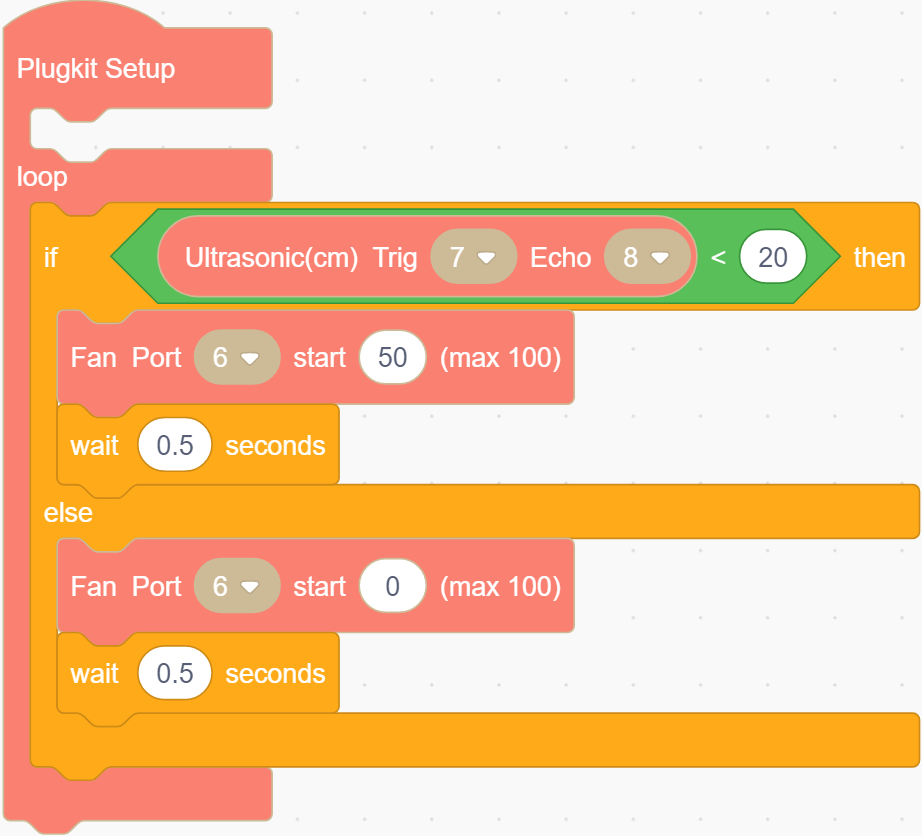 Plugkit Setup
loop
if Ultrasonic(cm) Trig 7 Echo 8 < 20 then
Fan Port 6 start 50 (max 100)
wait 0.5 seconds
else
Fan Port 6 start 0 (max 100)
wait 0.5 seconds